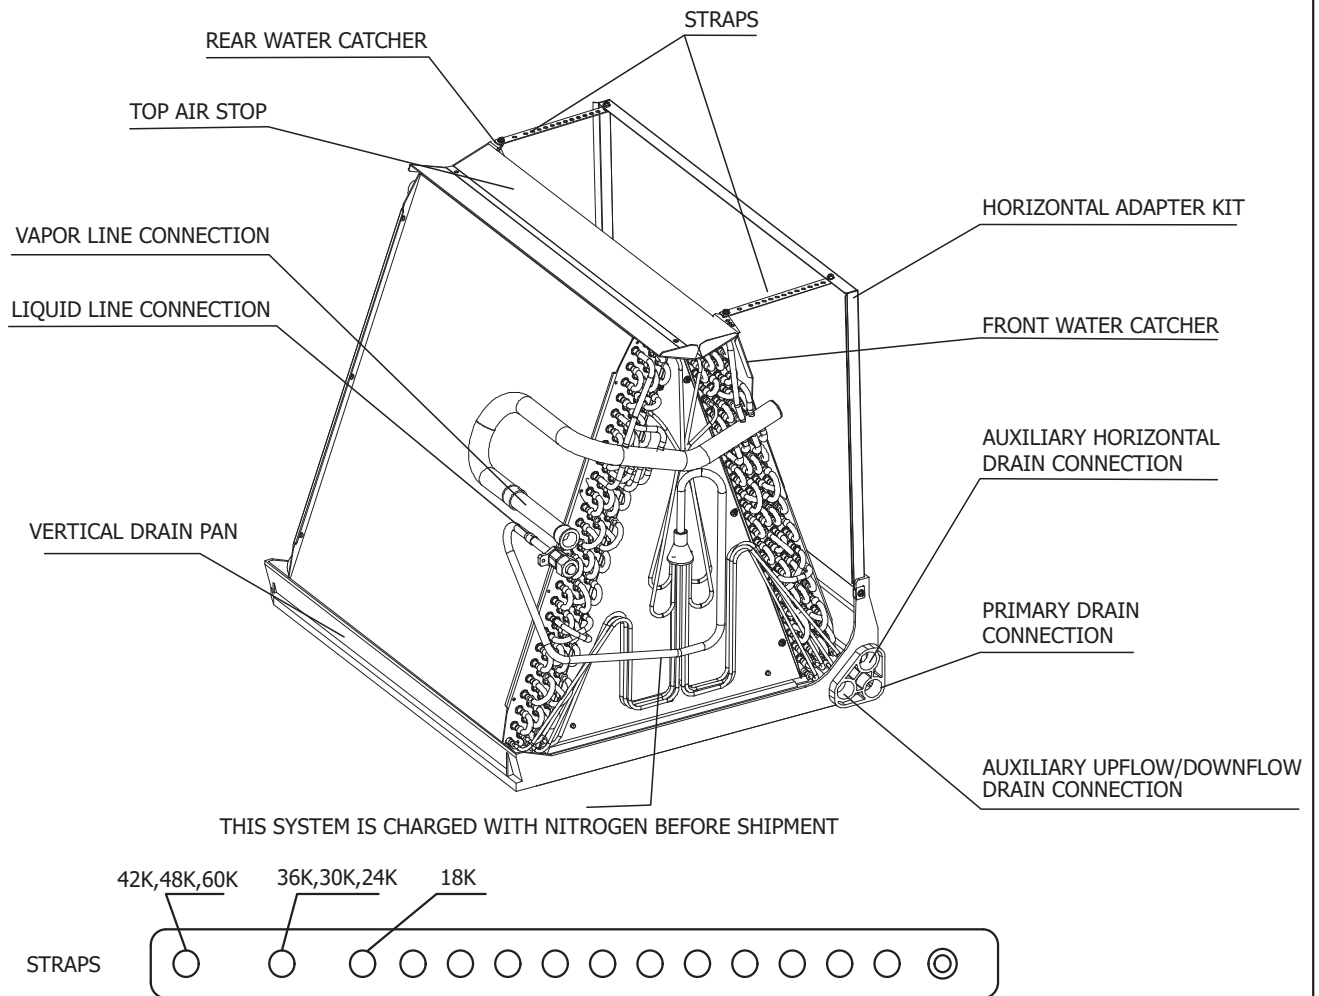 STRAPS
REAR WATER CATCHER
TOP AIR STOP
HORIZONTAL ADAPTER KIT
VAPOR LINE CONNECTION
LIQUID LINE CONNECTION
FRONT WATER CATCHER
AUXILIARY HORIZONTAL
DRAIN CONNECTION
VERTICAL DRAIN PAN
PRIMARY DRAIN
CONNECTION
AUXILIARY UPFLOW/DOWNFLOW
DRAIN CONNECTION
THIS SYSTEM IS CHARGED WITH NITROGEN BEFORE SHIPMENT
42K,48K,60K
36K,30K,24K
18K
STRAPS